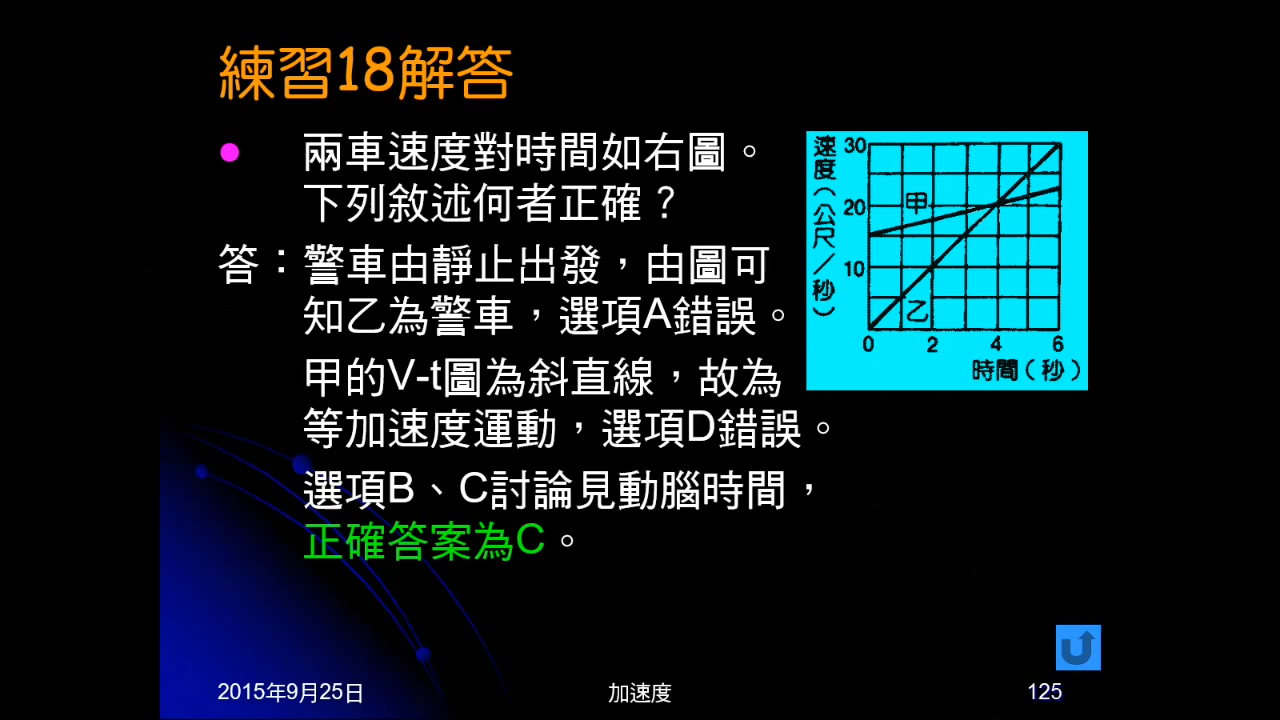 練習18解答
兩車速度對時間如右圖。
下列敘述何者正確？
答：警車由靜止出發，由圖可
知乙為警車，選項A錯誤。
甲的V-t圖為斜直線，故為
等加速度運動，選項D錯誤。
選項B、C討論見動腦時間，
正確答案為C。
速度（公尺／秒）
30
20
10
甲
乙
0 2 4 6
時間（秒）
2015年9月25日
加速度
125